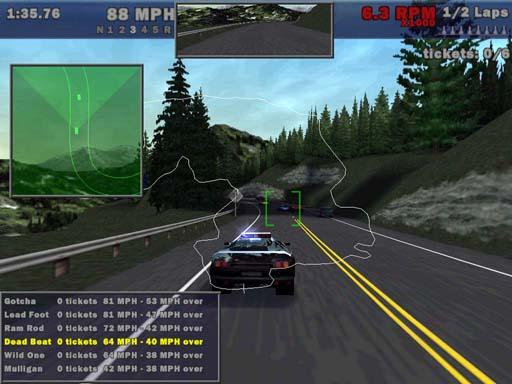 1:35.76
88 MPH
N 1 2 3 4 5 R
6.3 RPM
X1000
1/2 Laps
tickets: 0/6
Gotcha 0 tickets 81 MPH - 53 MPH over
Lead Foot 0 tickets 81 MPH - 47 MPH over
Ram Rod 0 tickets 72 MPH - 42 MPH over
Dead Beat 0 tickets 64 MPH - 40 MPH over
Wild One 0 tickets 64 MPH - 38 MPH over
Mulligan 0 tickets 42 MPH - 38 MPH over